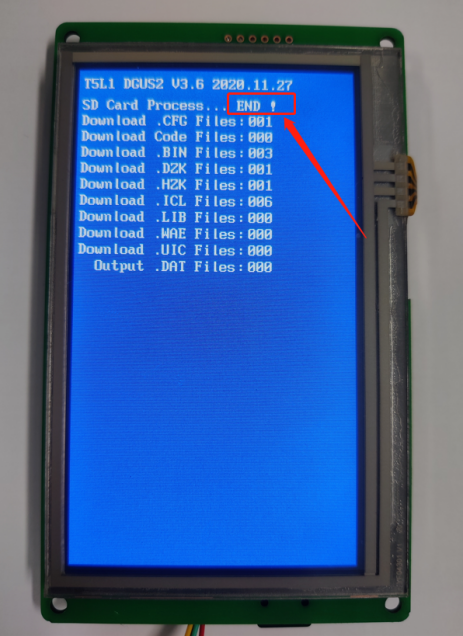 T5L1 DGUS2 V3.6 2020.11.27
SD Card Process... END !
Download .CFG Files:001
Download Code Files:000
Download .BIN Files:003
Download .DZK Files:001
Download .HZK Files:001
Download .ICL Files:006
Download .LIB Files:000
Download .WAE Files:000
Download .UIC Files:000
Output .DAT Files:000